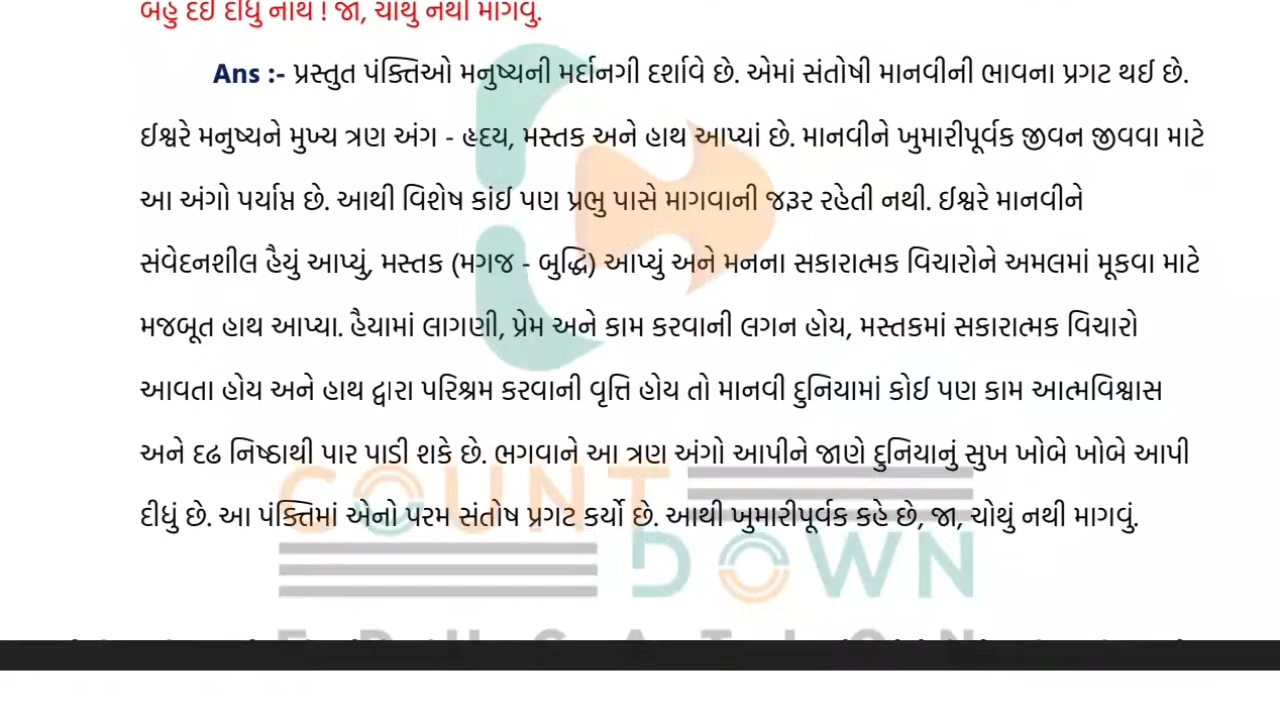 બહુ દઈ દીધું નાથ ! જા, ચોથું નથી માગવું.
Ans :- પ્રસ્તુત પંક્તિઓ મનુષ્યની મર્દાનગી દર્શાવે છે. એમાં સંતોષી માનવીની ભાવના પ્રગટ થઈ છે.
ઈશ્વરે મનુષ્યને મુખ્ય ત્રણ અંગ - હૃદય, મસ્તક અને હાથ આપ્યાં છે. માનવીને ખુમારીપૂર્વક જીવન જીવવા માટે
આ અંગો પર્યાપ્ત છે. આથી વિશેષ કાંઈ પણ પ્રભુ પાસે માગવાની જરૂર રહેતી નથી. ઈશ્વરે માનવીને
સંવેદનશીલ હૈયું આપ્યું, મસ્તક (મગજ - બુદ્ધિ) આપ્યું અને મનના સકારાત્મક વિચારોને અમલમાં મૂકવા માટે
મજબૂત હાથ આપ્યા. હૈયામાં લાગણી, પ્રેમ અને કામ કરવાની લગન હોય, મસ્તકમાં સકારાત્મક વિચારો
આવતા હોય અને હાથ દ્વારા પરિશ્રમ કરવાની વૃત્તિ હોય તો માનવી દુનિયામાં કોઈ પણ કામ આત્મવિશ્વાસ
અને દઢ નિષ્ઠાથી પાર પાડી શકે છે. ભગવાને આ ત્રણ અંગો આપીને જાણે દુનિયાનું સુખ ખોબે ખોબે આપી
દીધું છે. આ પંક્તિમાં એનો પરમ સંતોષ પ્રગટ કર્યો છે. આથી ખુમારીપૂર્વક કહે છે, જા, ચોથું નથી માગવું.
COUNT
DOWN
EDUCATION